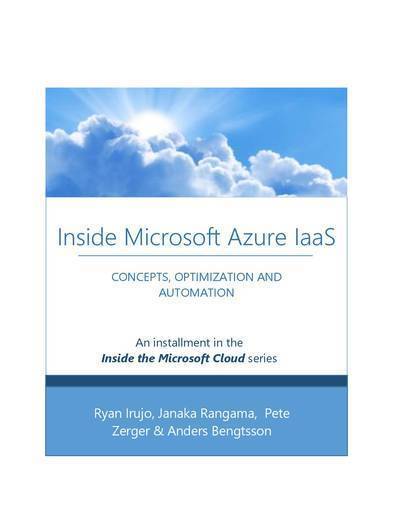 Inside Microsoft Azure IaaS
CONCEPTS, OPTIMIZATION AND
AUTOMATION
An installment in the
Inside the Microsoft Cloud series
Ryan Irujo, Janaka Rangama,  Pete
Zerger & Anders Bengtsson